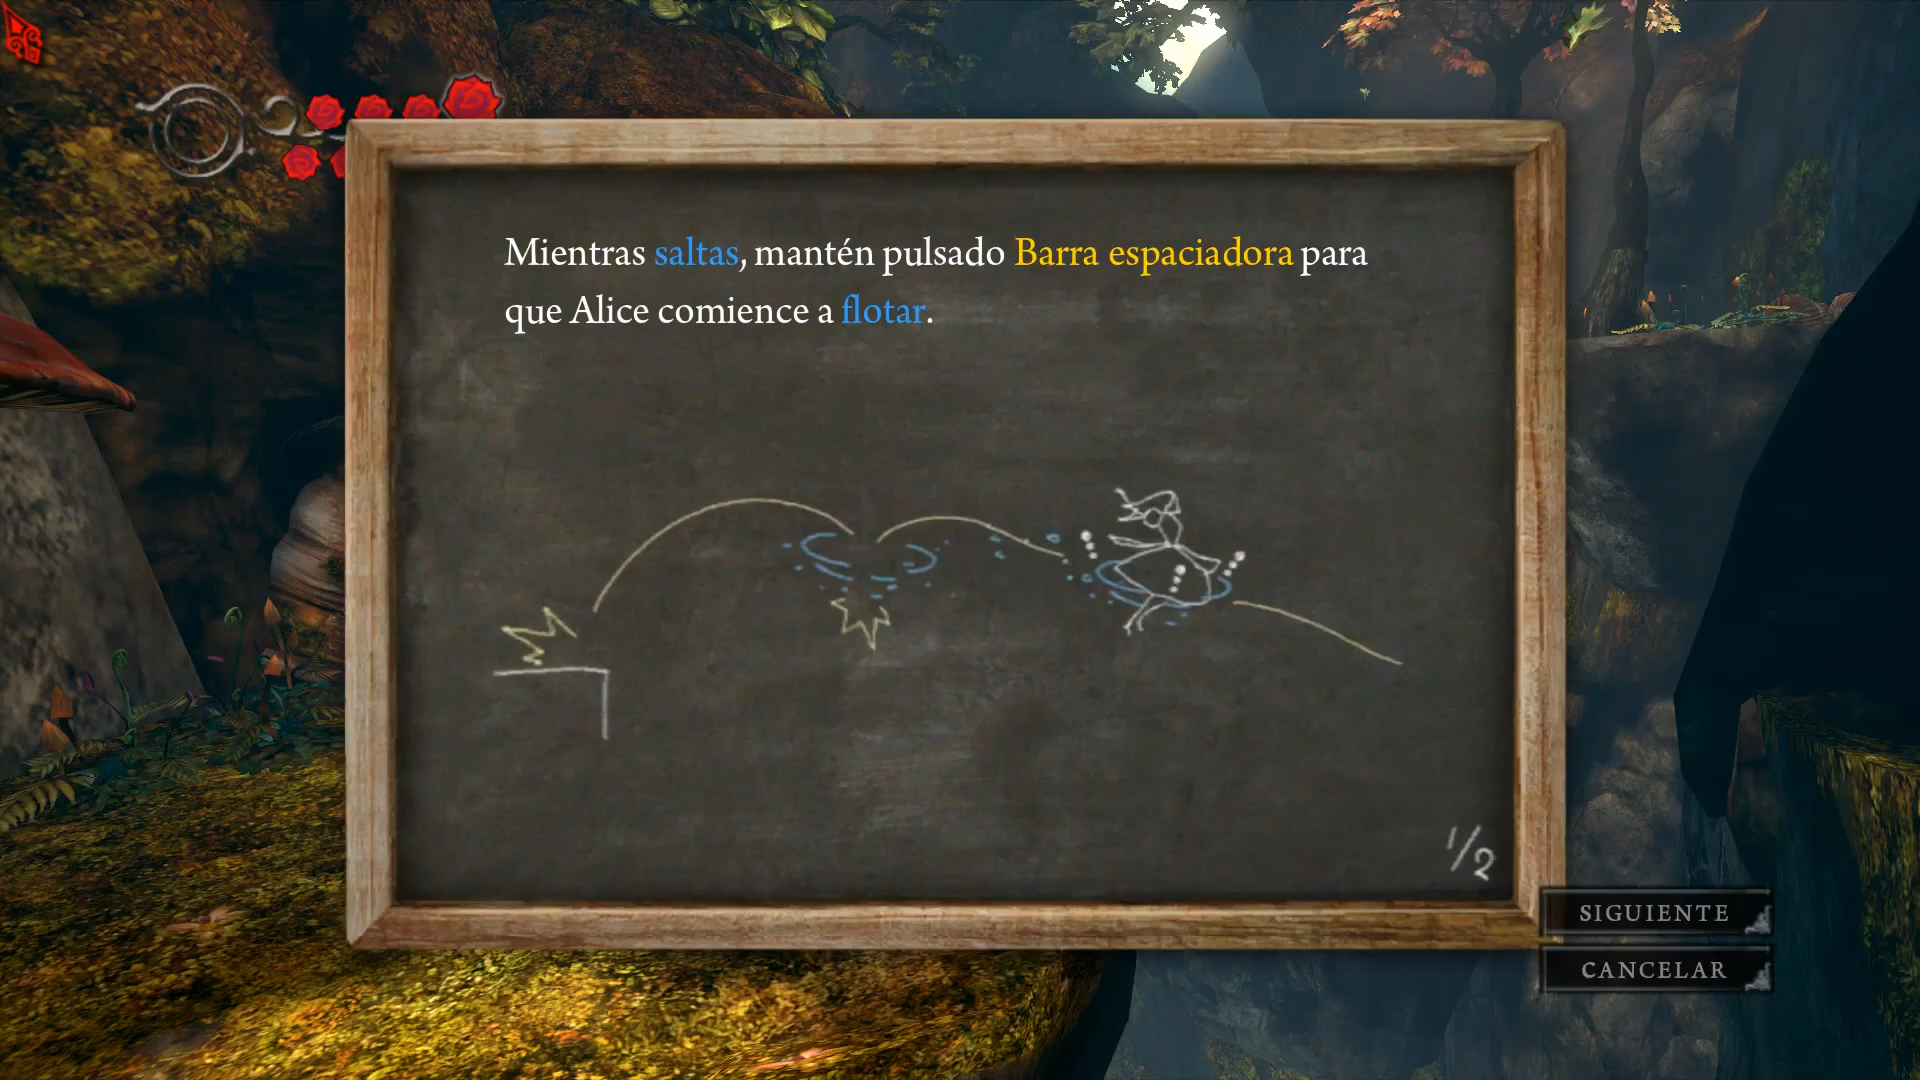 Mientras saltas, mantén pulsado Barra espaciadora para
que Alice comience a flotar.
1/2
SIGUIENTE
CANCELAR